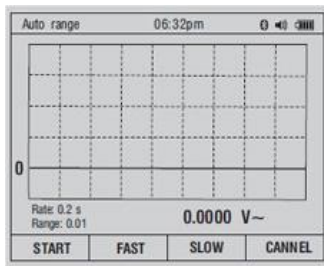 Auto range 06:32pm
0
Rate: 0.2 s
Range: 0.01
0.0000 V~
START FAST SLOW CANNEL